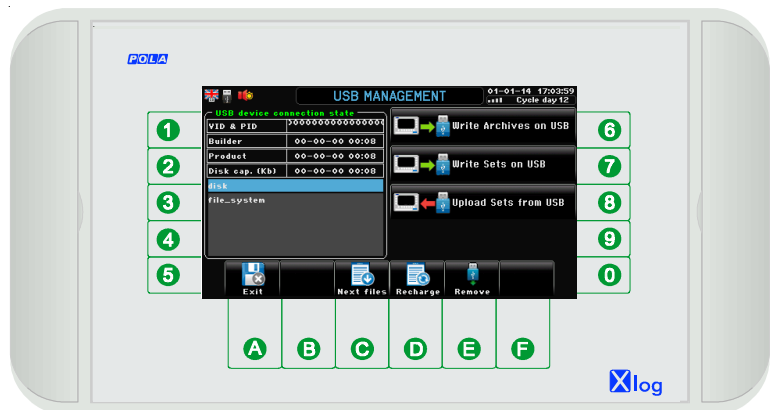 POLA
USB MANAGEMENT
01-01-14 17:03:59
Cycle day 12
USB device connection state
VID & PID
Builder 00-00-00 00:08
Product 00-00-00 00:08
Disk cap. (Kb) 00-00-00 00:08
disk
file_system
Write Archives on USB
Write Sets on USB
Upload Sets from USB
Exit
Next files
Recharge
Remove
1
2
3
4
5
6
7
8
9
0
A
B
C
D
E
F
Xlog